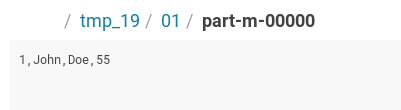 / tmp_19 / 01 / part-m-00000
1,John,Doe,55